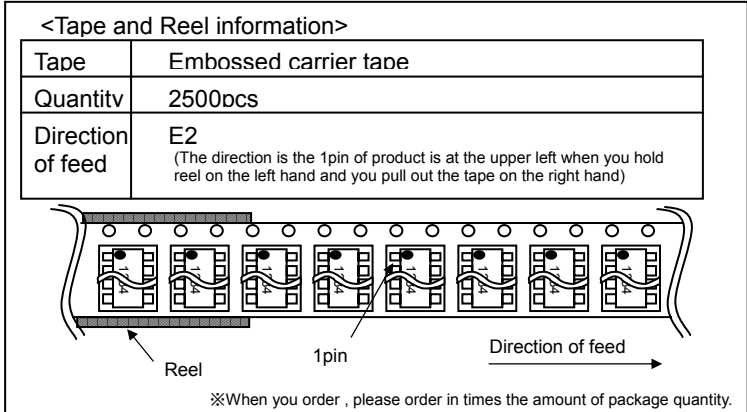 <Tape and Reel information>
Tape Embossed carrier tape
Quantity 2500pcs
Direction of feed E2
(The direction is the 1pin of product is at the upper left when you hold
reel on the left hand and you pull out the tape on the right hand)
1pin
Direction of feed
Reel
※When you order , please order in times the amount of package quantity.